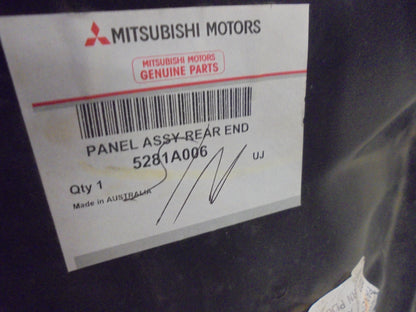 MITSUBISHI MOTORS
MITSUBISHI MOTORS
GENUINE PARTS
PANEL ASSY REAR END
5281A006
UJ
Qty 1
Made in AUSTRALIA